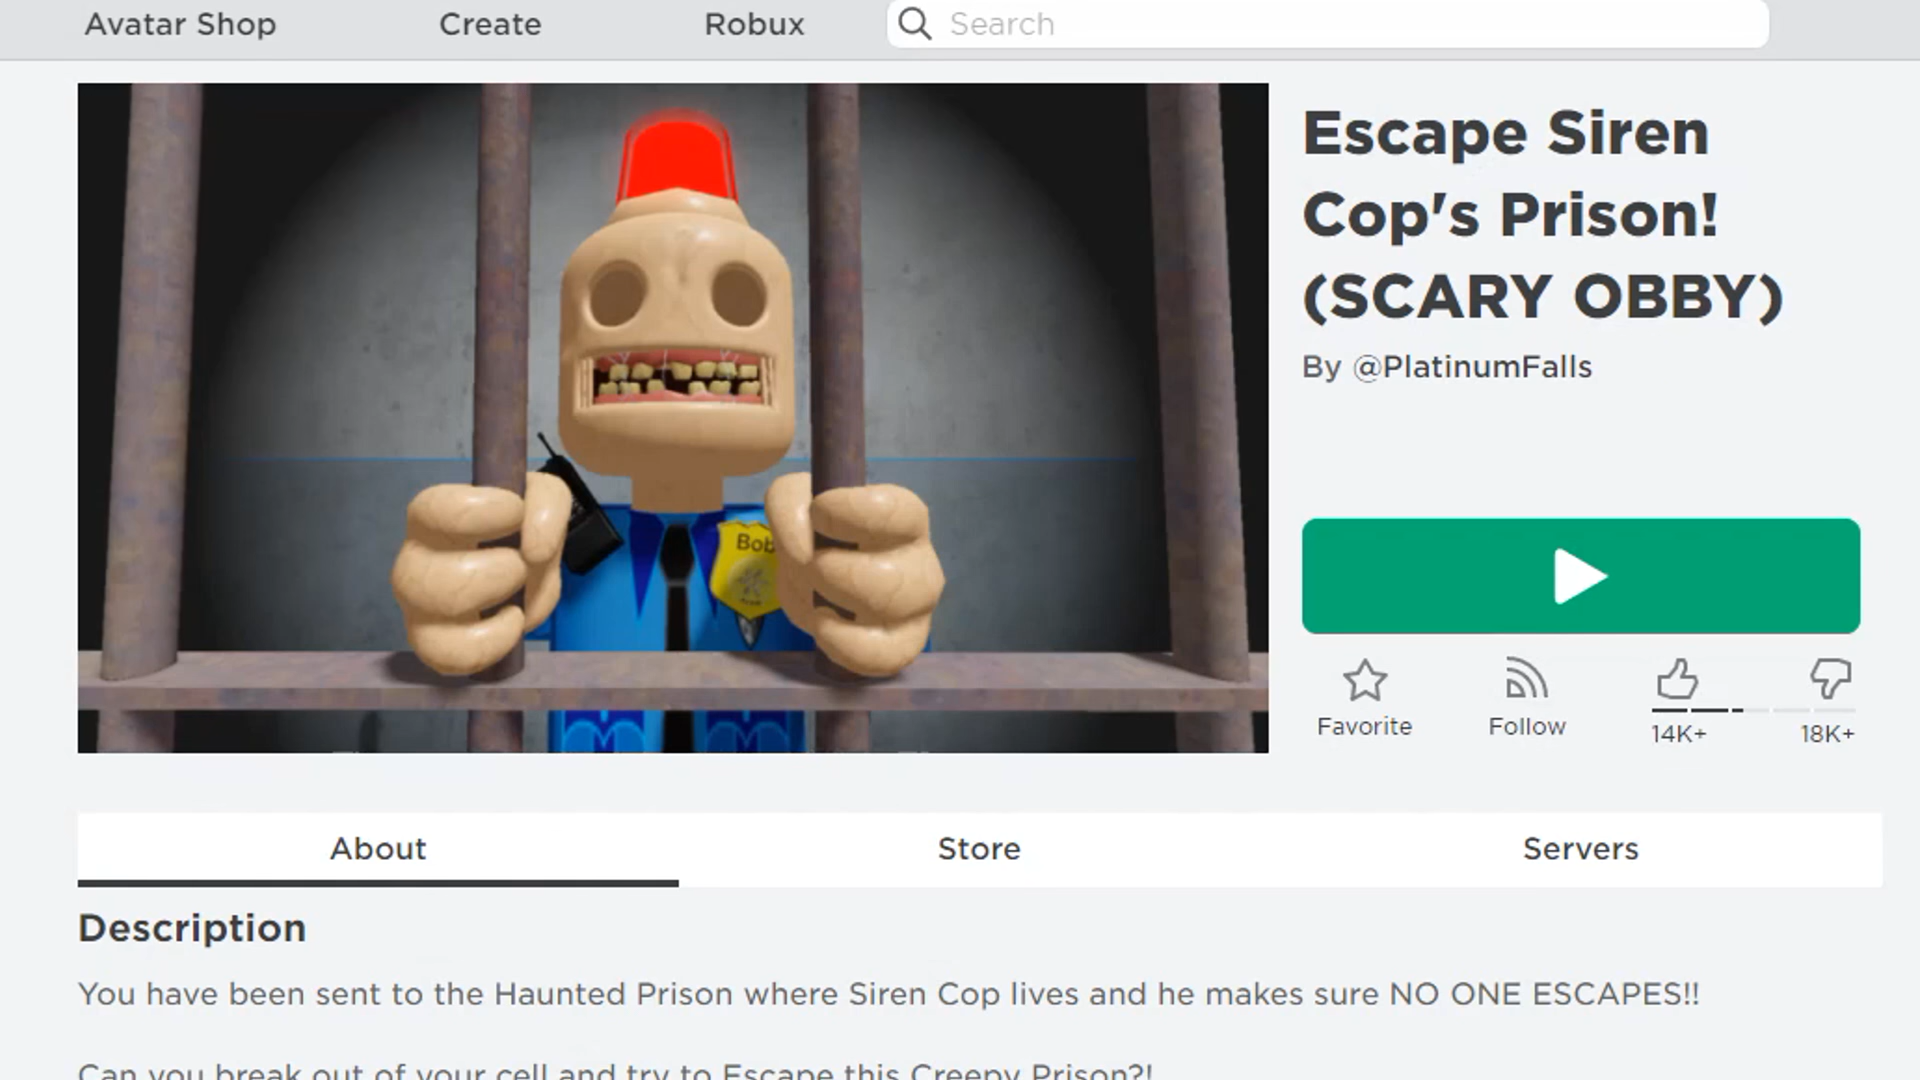 Avatar Shop Create Robux Search
Escape Siren
Cop's Prison!
(SCARY OBBY)
By @PlatinumFalls
Bob
Favorite Follow 14K+ 18K+
About Store Servers
Description
You have been sent to the Haunted Prison where Siren Cop lives and he makes sure NO ONE ESCAPES!!
Can you break out of your cell and try to Escape this Creepy Prison?!